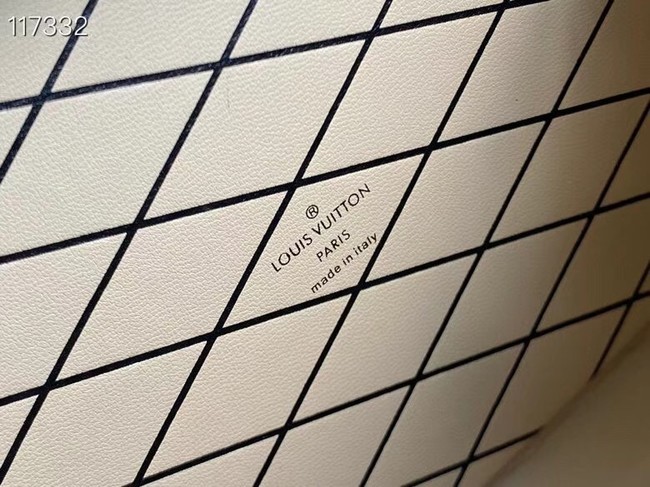 117332
®
LOUIS VUITTON
PARIS
made in italy